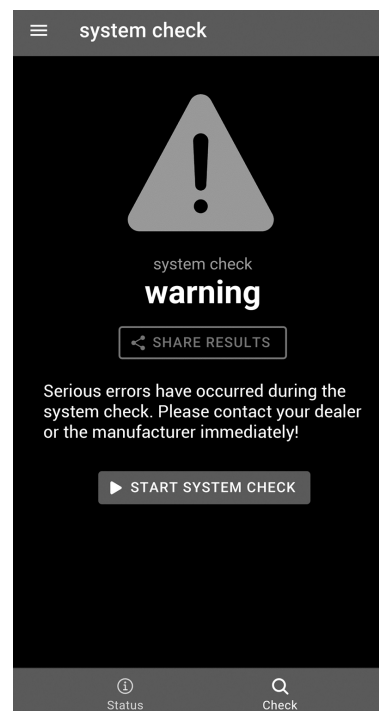 system check
system check
warning
SHARE RESULTS
Serious errors have occurred during the
system check. Please contact your dealer
or the manufacturer immediately!
START SYSTEM CHECK
Status
Check